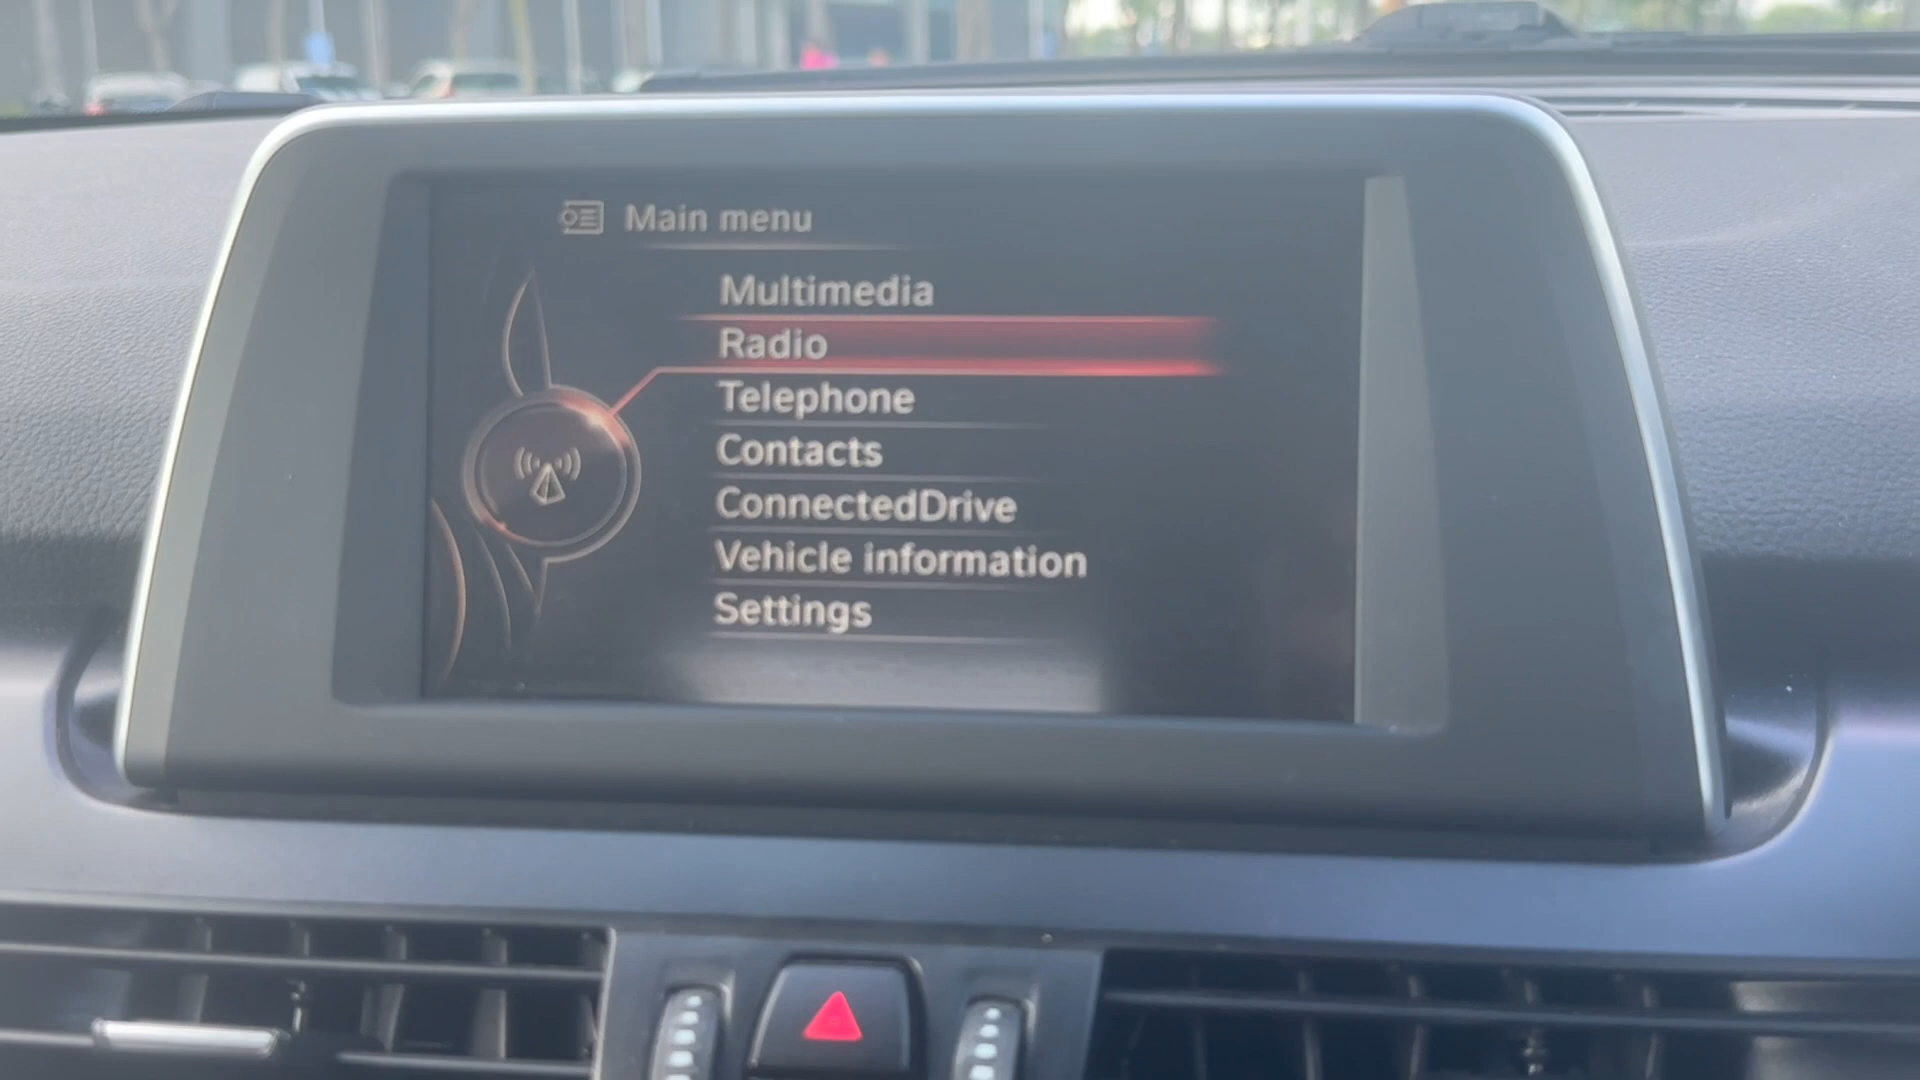 Main menu
Multimedia
Radio
Telephone
Contacts
ConnectedDrive
Vehicle information
Settings